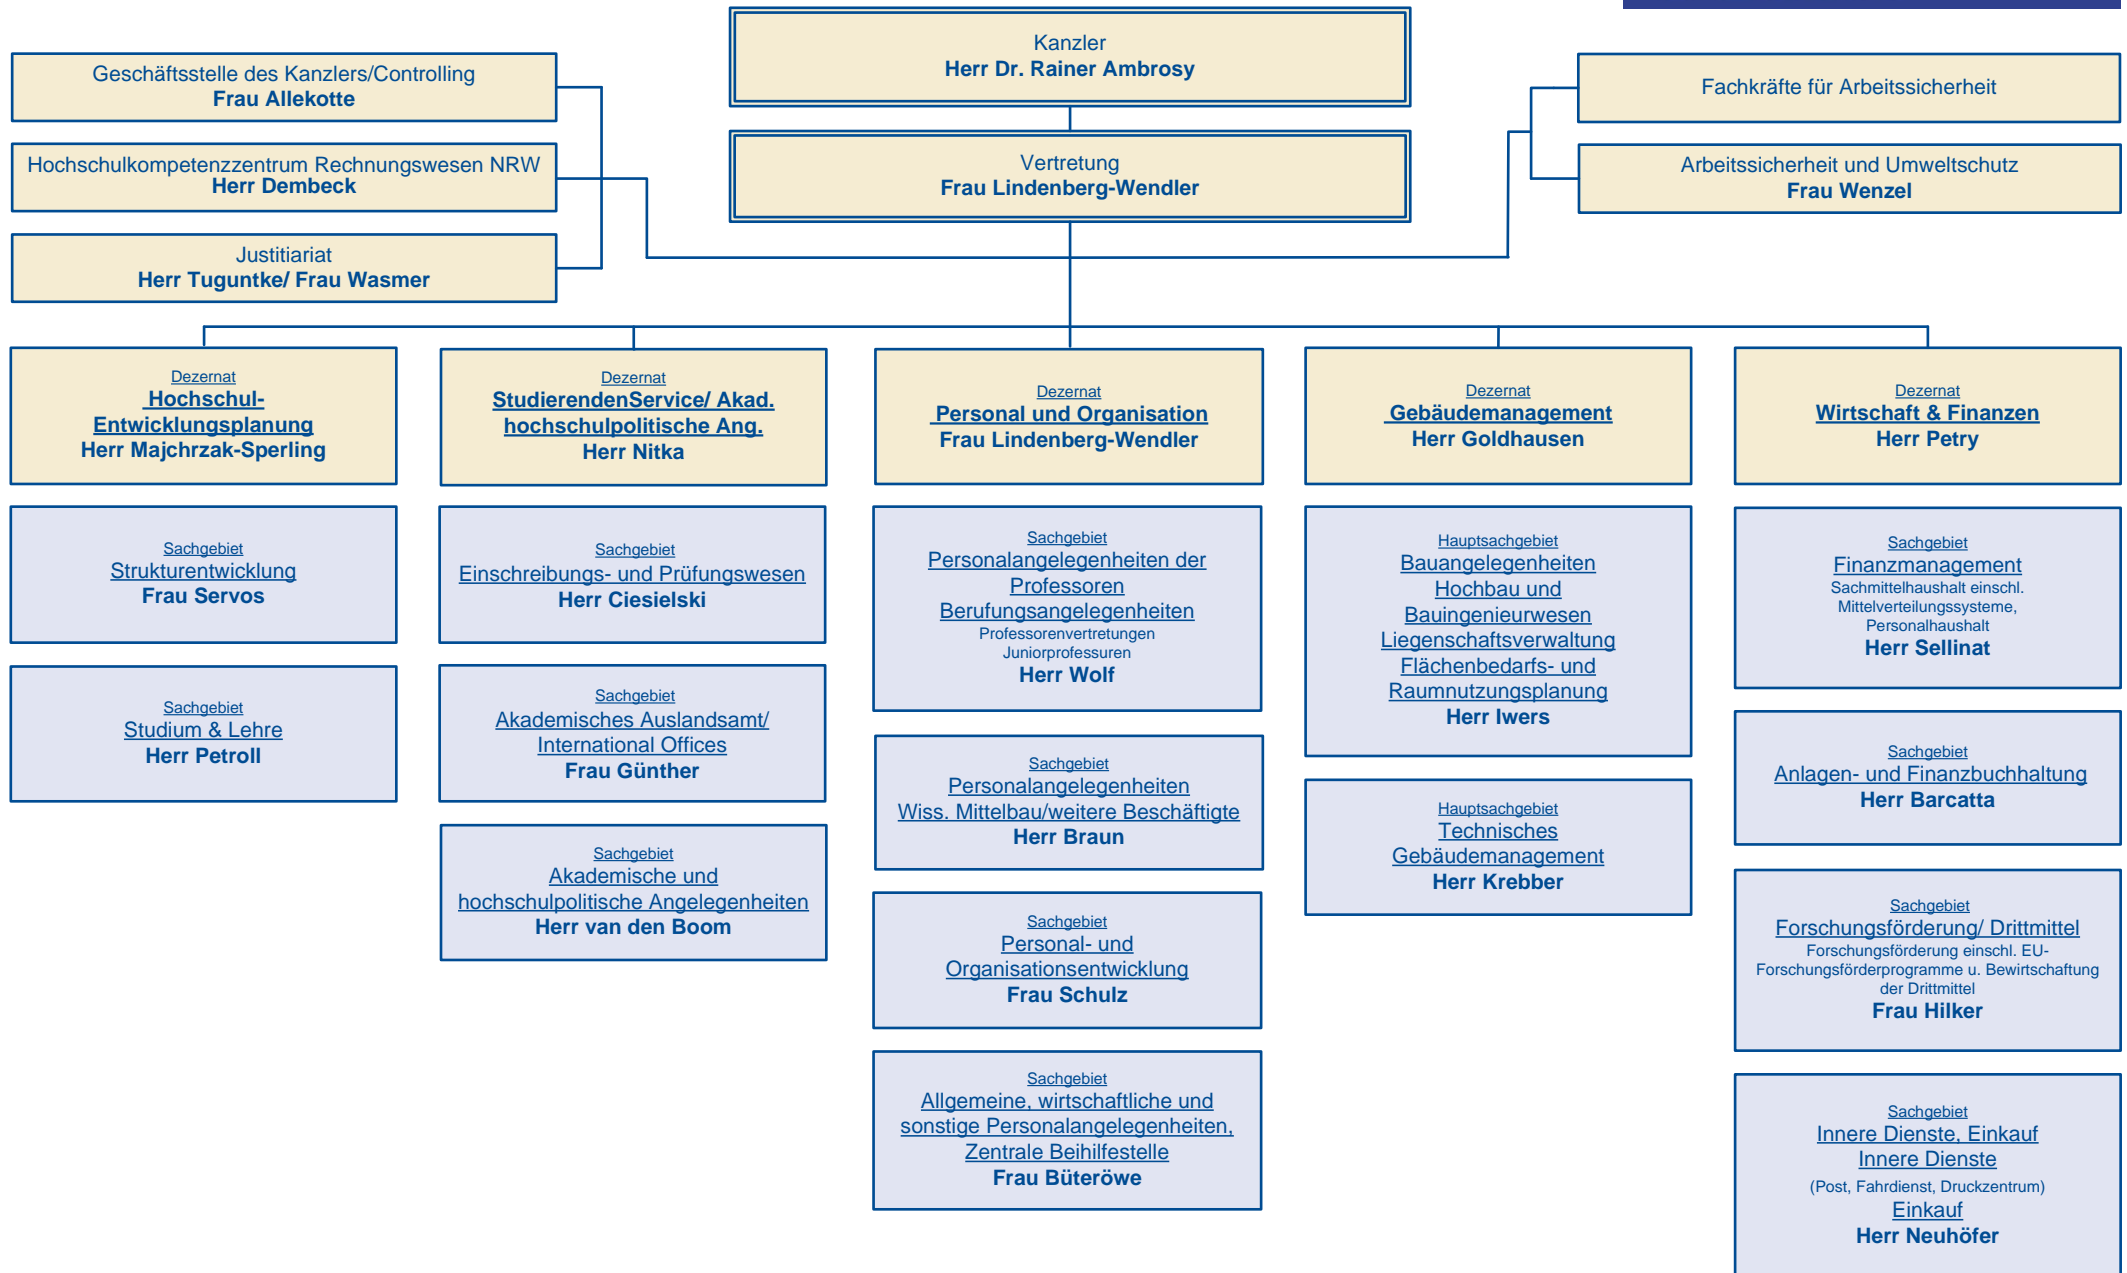 Kanzler
Herr Dr. Rainer Ambrosy
Geschäftsstelle des Kanzlers/Controlling
Frau Allekotte
Fachkräfte für Arbeitssicherheit
Hochschulkompetenzzentrum Rechnungswesen NRW
Herr Dembeck
Vertretung
Frau Lindenberg-Wendler
Arbeitssicherheit und Umweltschutz
Frau Wenzel
Justitiariat
Herr Tuguntke/ Frau Wasmer
Dezernat
Hochschul-
Entwicklungsplanung
Herr Majchrzak-Sperling
Sachgebiet
Strukturentwicklung
Frau Servos
Sachgebiet
Studium & Lehre
Herr Petroll
Dezernat
StudierendenService/ Akad.
hochschulpolitische Ang.
Herr Nitka
Sachgebiet
Einschreibungs- und Prüfungswesen
Herr Ciesielski
Sachgebiet
Akademisches Auslandsamt/
International Offices
Frau Günther
Sachgebiet
Akademische und
hochschulpolitische Angelegenheiten
Herr van den Boom
Dezernat
Personal und Organisation
Frau Lindenberg-Wendler
Sachgebiet
Personalangelegenheiten der
Professoren
Berufungsangelegenheiten
Professorenvertretungen
Juniorprofessuren
Herr Wolf
Sachgebiet
Personalangelegenheiten
Wiss. Mittelbau/weitere Beschäftigte
Herr Braun
Sachgebiet
Personal- und
Organisationsentwicklung
Frau Schulz
Sachgebiet
Allgemeine, wirtschaftliche und
sonstige Personalangelegenheiten,
Zentrale Beihilfestelle
Frau Büteröwe
Dezernat
Gebäudemanagement
Herr Goldhausen
Hauptsachgebiet
Bauangelegenheiten
Hochbau und
Bauingenieurwesen
Liegenschaftsverwaltung
Flächenbedarfs- und
Raumnutzungsplanung
Herr Iwers
Hauptsachgebiet
Technisches
Gebäudemanagement
Herr Krebber
Dezernat
Wirtschaft & Finanzen
Herr Petry
Sachgebiet
Finanzmanagement
Sachmittelhaushalt einschl.
Mittelverteilungssysteme,
Personalhaushalt
Herr Sellinat
Sachgebiet
Anlagen- und Finanzbuchhaltung
Herr Barcatta
Sachgebiet
Forschungsförderung/ Drittmittel
Forschungsförderung einschl. EU-
Forschungsförderprogramme u. Bewirtschaftung
der Drittmittel
Frau Hilker
Sachgebiet
Innere Dienste, Einkauf
Innere Dienste
(Post, Fahrdienst, Druckzentrum)
Einkauf
Herr Neuhöfer